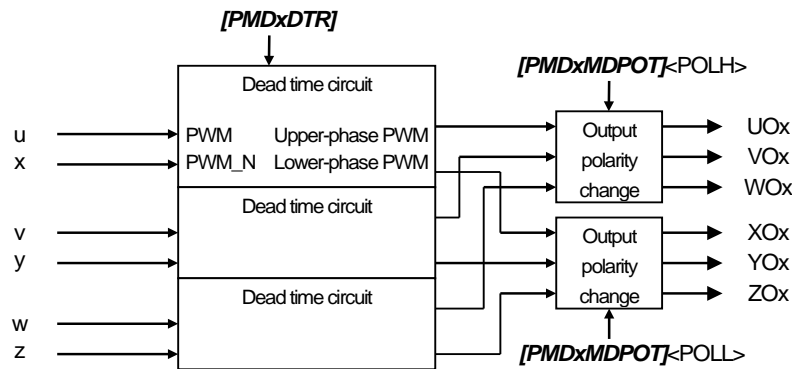 [PMDxDTR]
Dead time circuit
[PMDxMDPOT]<POLH>
u
PWM
Upper-phase PWM
Output
UOx
x
PWM_N
Lower-phase PWM
polarity
VOx
change
WOx
Dead time circuit
v
Output
XOx
y
polarity
YOx
Dead time circuit
change
ZOx
w
z
[PMDxMDPOT]<POLL>